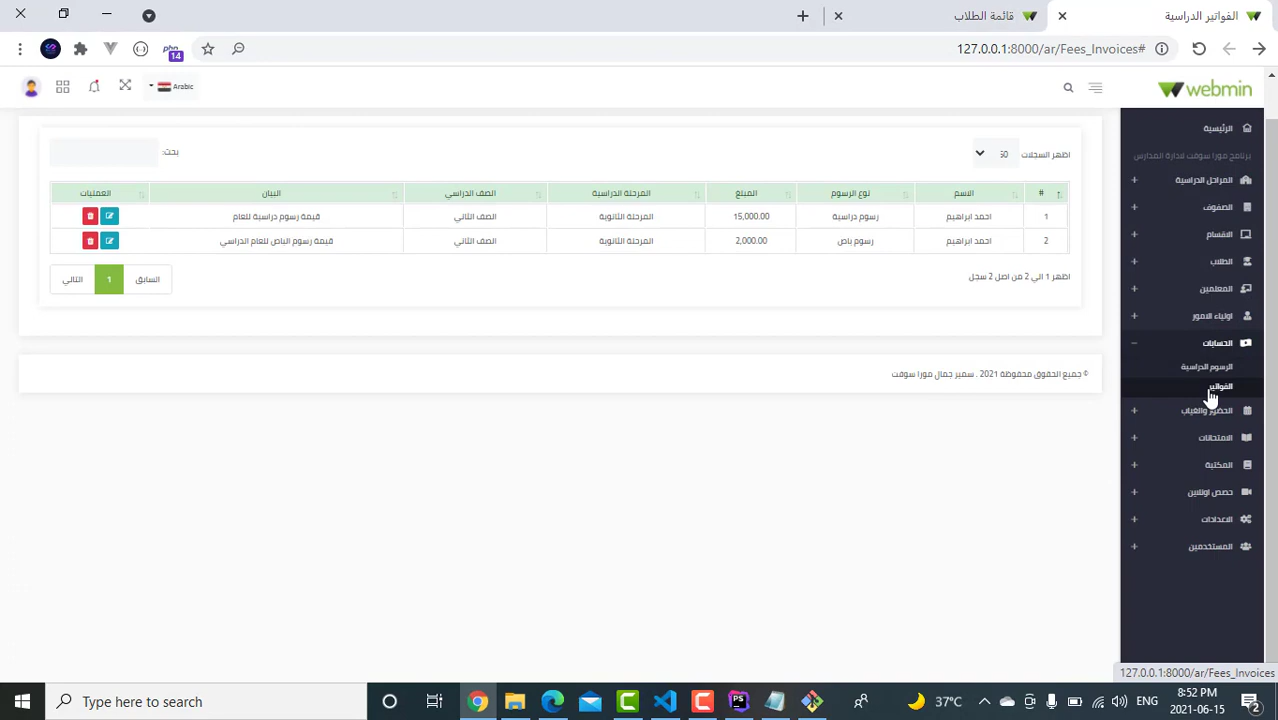 الفواتير الدراسية
قائمة الطلاب
127.0.0.1:8000/ar/Fees_Invoices#
php
14
webmin
Arabic
الرئيسية
برنامج مورا سوفت لادارة المدارس
المراحل الدراسية
الصفوف
الاقسام
الطلاب
المعلمين
اولياء الامور
الحسابات
الرسوم الدراسية
الفواتير
الحضور والغياب
الامتحانات
المكتبة
حصص اونلاين
الاعدادات
المستخدمين
اظهر السجلات 50
بحث:
# الاسم نوع الرسوم المبلغ المرحلة الدراسية الصف الدراسي البيان العمليات
1 احمد ابراهيم رسوم دراسية 15,000.00 المرحلة الثانوية الصف الثاني قيمة رسوم دراسية للعام
2 احمد ابراهيم رسوم باص 2,000.00 المرحلة الثانوية الصف الثاني قيمة رسوم الباص للعام الدراسي
اظهر 1 الي 2 من اصل 2 سجل
السابق 1 التالي
© جميع الحقوق محفوظة 2021 . سمير جمال مورا سوفت
127.0.0.1:8000/ar/Fees_Invoices
Type here to search
PS
37°C
ENG
8:52 PM
2021-06-15
2